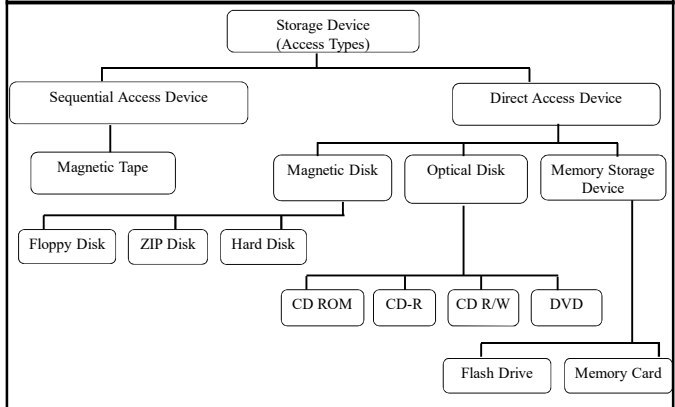 Storage Device
(Access Types)
Sequential Access Device
Direct Access Device
Magnetic Tape
Magnetic Disk
Optical Disk
Memory Storage
Device
Floppy Disk
ZIP Disk
Hard Disk
CD ROM
CD-R
CD R/W
DVD
Flash Drive
Memory Card